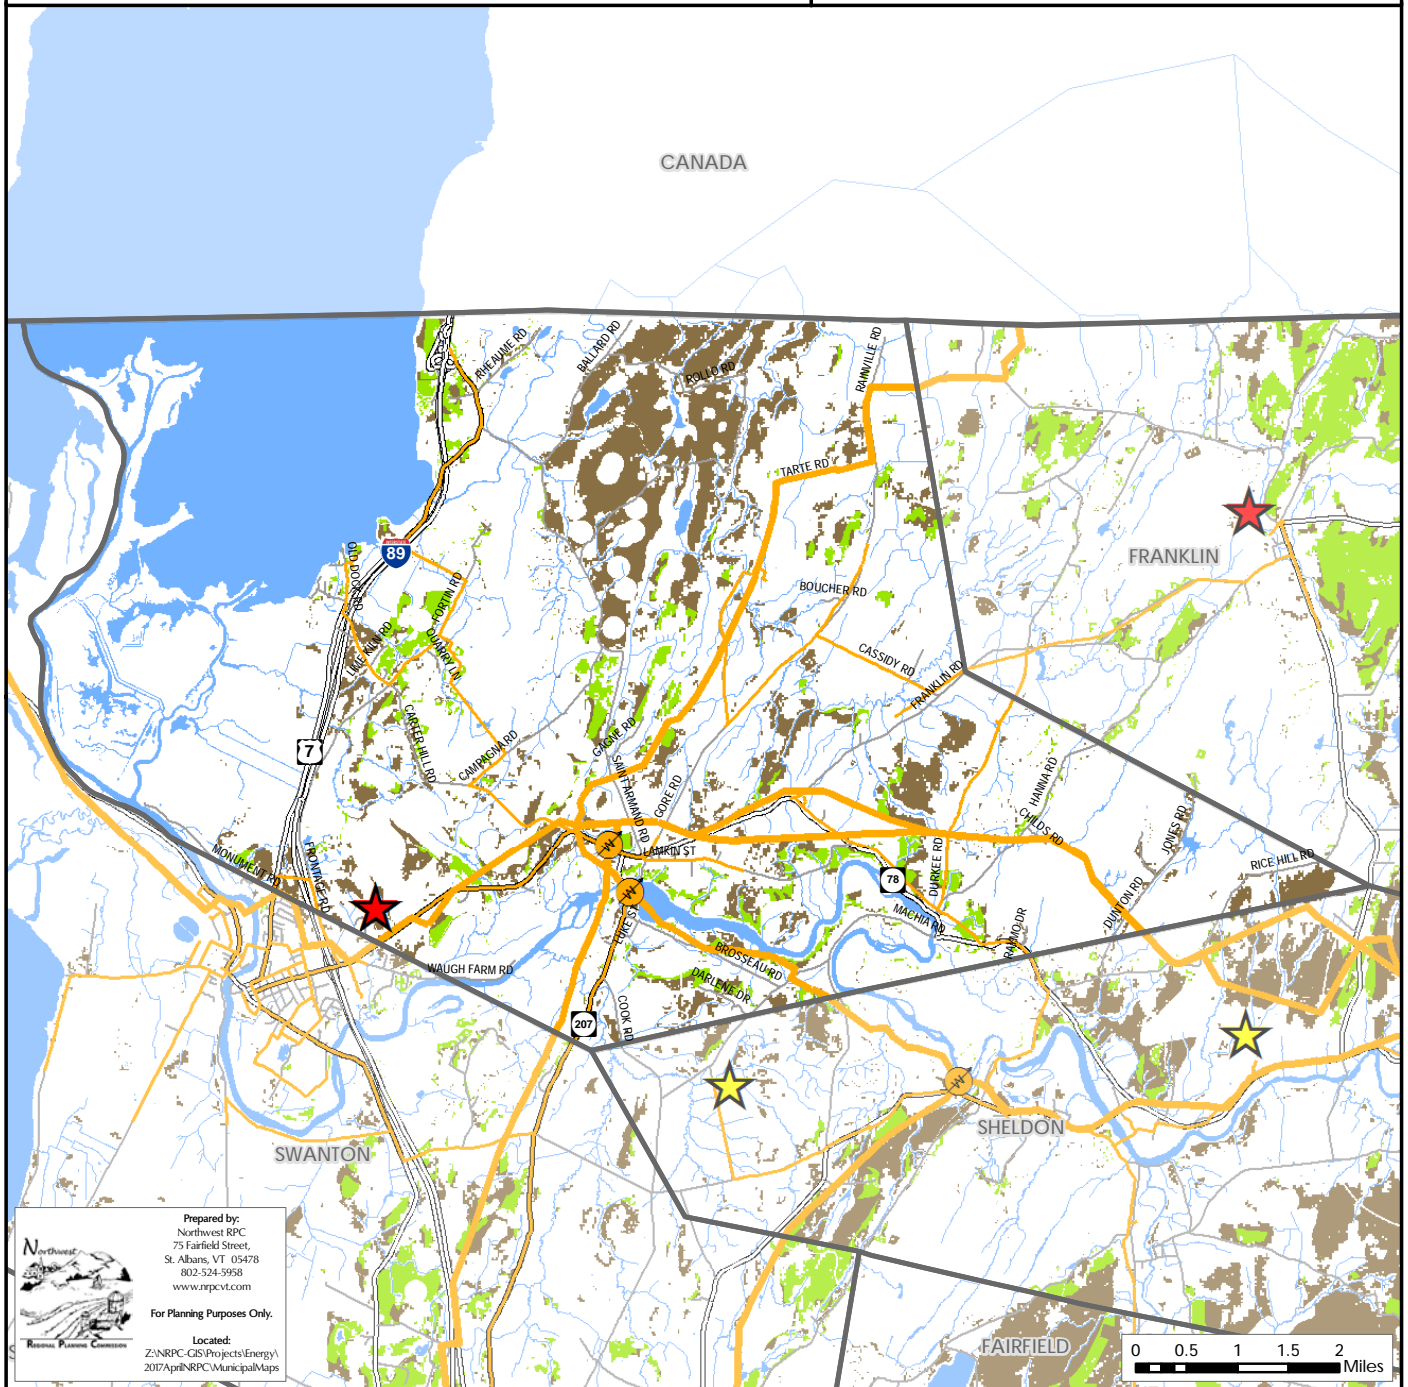 CANADA
RHEAUME RD
BALLARD RD
ROLLO RD
RAINVILLE RD
TARTE RD
89
FRANKLIN
OLD DOCK RD
FORTIN RD
BOUCHER RD
LIME KILN RD
QUARRY LN
CASSIDY RD
FRANKLIN RD
CARTER HILL RD
GAGNE RD
7
CAMPAGNA RD
SAINT ARMAND RD
GORE RD
HANNA RD
CHILDS RD
JONES RD
LAMKIN ST
RICE HILL RD
MONUMENT RD
FRONTAGE RD
W
78
DURKEE RD
W
DUNTON RD
MACHIA RD
LUKE ST
RAYMO DR
WAUGH FARM RD
BROSSEAU RD
DARLENE DR
COOK RD
207
W
SHELDON
SWANTON
FAIRFIELD
Northwest
REGIONAL PLANNING COMMISSION
Prepared by:
Northwest RPC
75 Fairfield Street,
St. Albans, VT 05478
802-524-5958
www.nrpcvt.com
For Planning Purposes Only.
Located:
Z:\NRPC-GIS\Projects\Energy\
2017AprilNRPC\MunicipalMaps
0 0.5 1 1.5 2
Miles